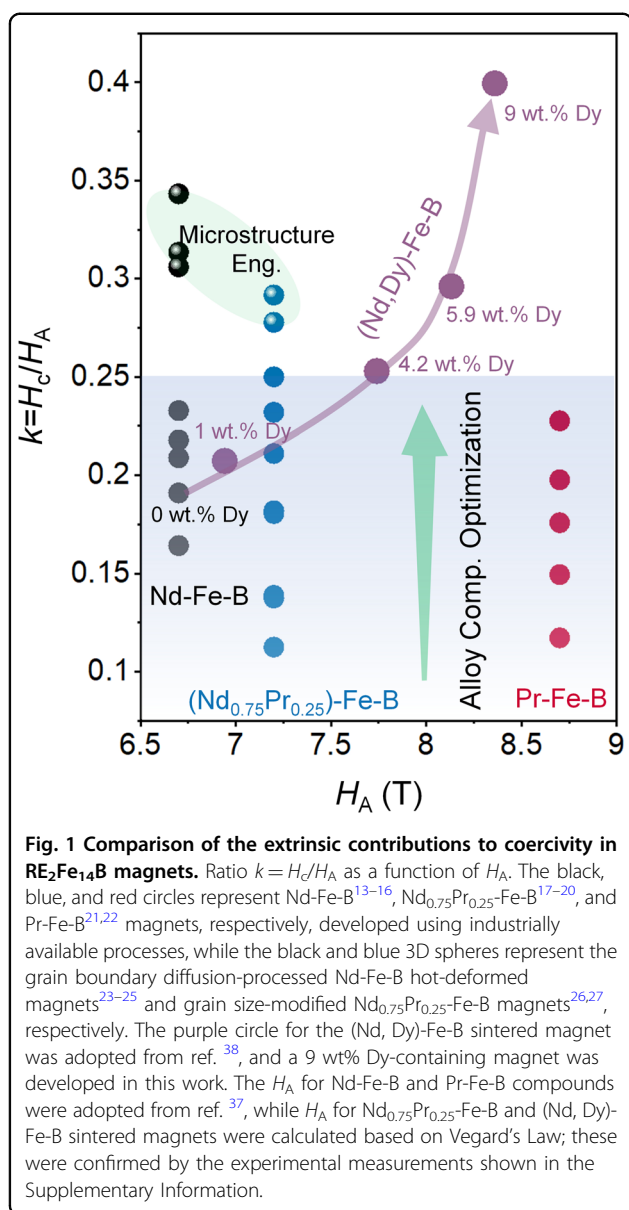 0.4
0.35
0.3
0.25
0.2
0.15
0.1
k=Hc/HA
9 wt.% Dy
Microstructure
Eng.
(Nd,Dy)-Fe-B
5.9 wt.% Dy
4.2 wt.% Dy
1 wt.% Dy
0 wt.% Dy
Nd-Fe-B
Alloy Comp. Optimization
(Nd0.75Pr0.25)-Fe-B
Pr-Fe-B
6.5 7 7.5 8 8.5 9
HA (T)
Fig. 1 Comparison of the extrinsic contributions to coercivity in
RE2Fe14B magnets. Ratio k = Hc/HA as a function of HA. The black,
blue, and red circles represent Nd-Fe-B13–16, Nd0.75Pr0.25-Fe-B17–20, and
Pr-Fe-B21,22 magnets, respectively, developed using industrially
available processes, while the black and blue 3D spheres represent the
grain boundary diffusion-processed Nd-Fe-B hot-deformed
magnets23–25 and grain size-modified Nd0.75Pr0.25-Fe-B magnets26,27,
respectively. The purple circle for the (Nd, Dy)-Fe-B sintered magnet
was adopted from ref. 38, and a 9 wt% Dy-containing magnet was
developed in this work. The HA for Nd-Fe-B and Pr-Fe-B compounds
were adopted from ref. 37, while HA for Nd0.75Pr0.25-Fe-B and (Nd, Dy)-
Fe-B sintered magnets were calculated based on Vegard's Law; these
were confirmed by the experimental measurements shown in the
Supplementary Information.